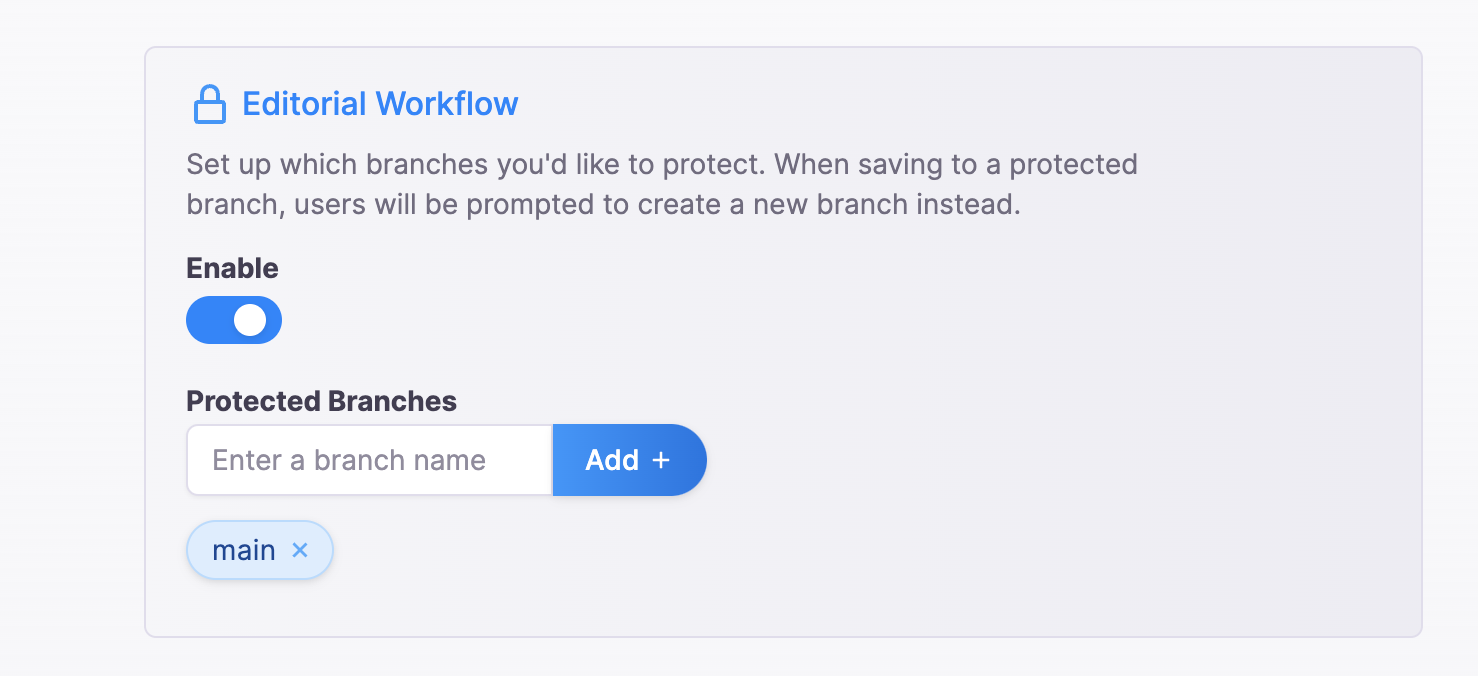 Editorial Workflow
Set up which branches you'd like to protect. When saving to a protected
branch, users will be prompted to create a new branch instead.
Enable
Protected Branches
Enter a branch name
Add +
main ×